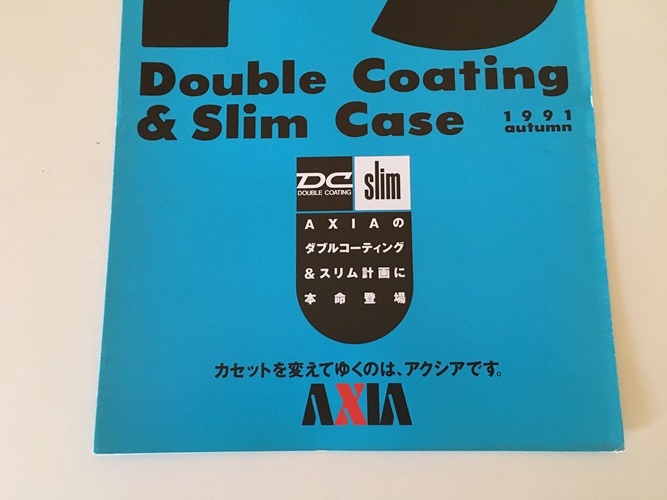 Double Coating
& Slim Case
1991
autumn
DC
DOUBLE COATING
slim
AXIAの
ダブルコーティング
&スリム計画に
本命登場
カセットを変えてゆくのは、アクシアです。
AXIA